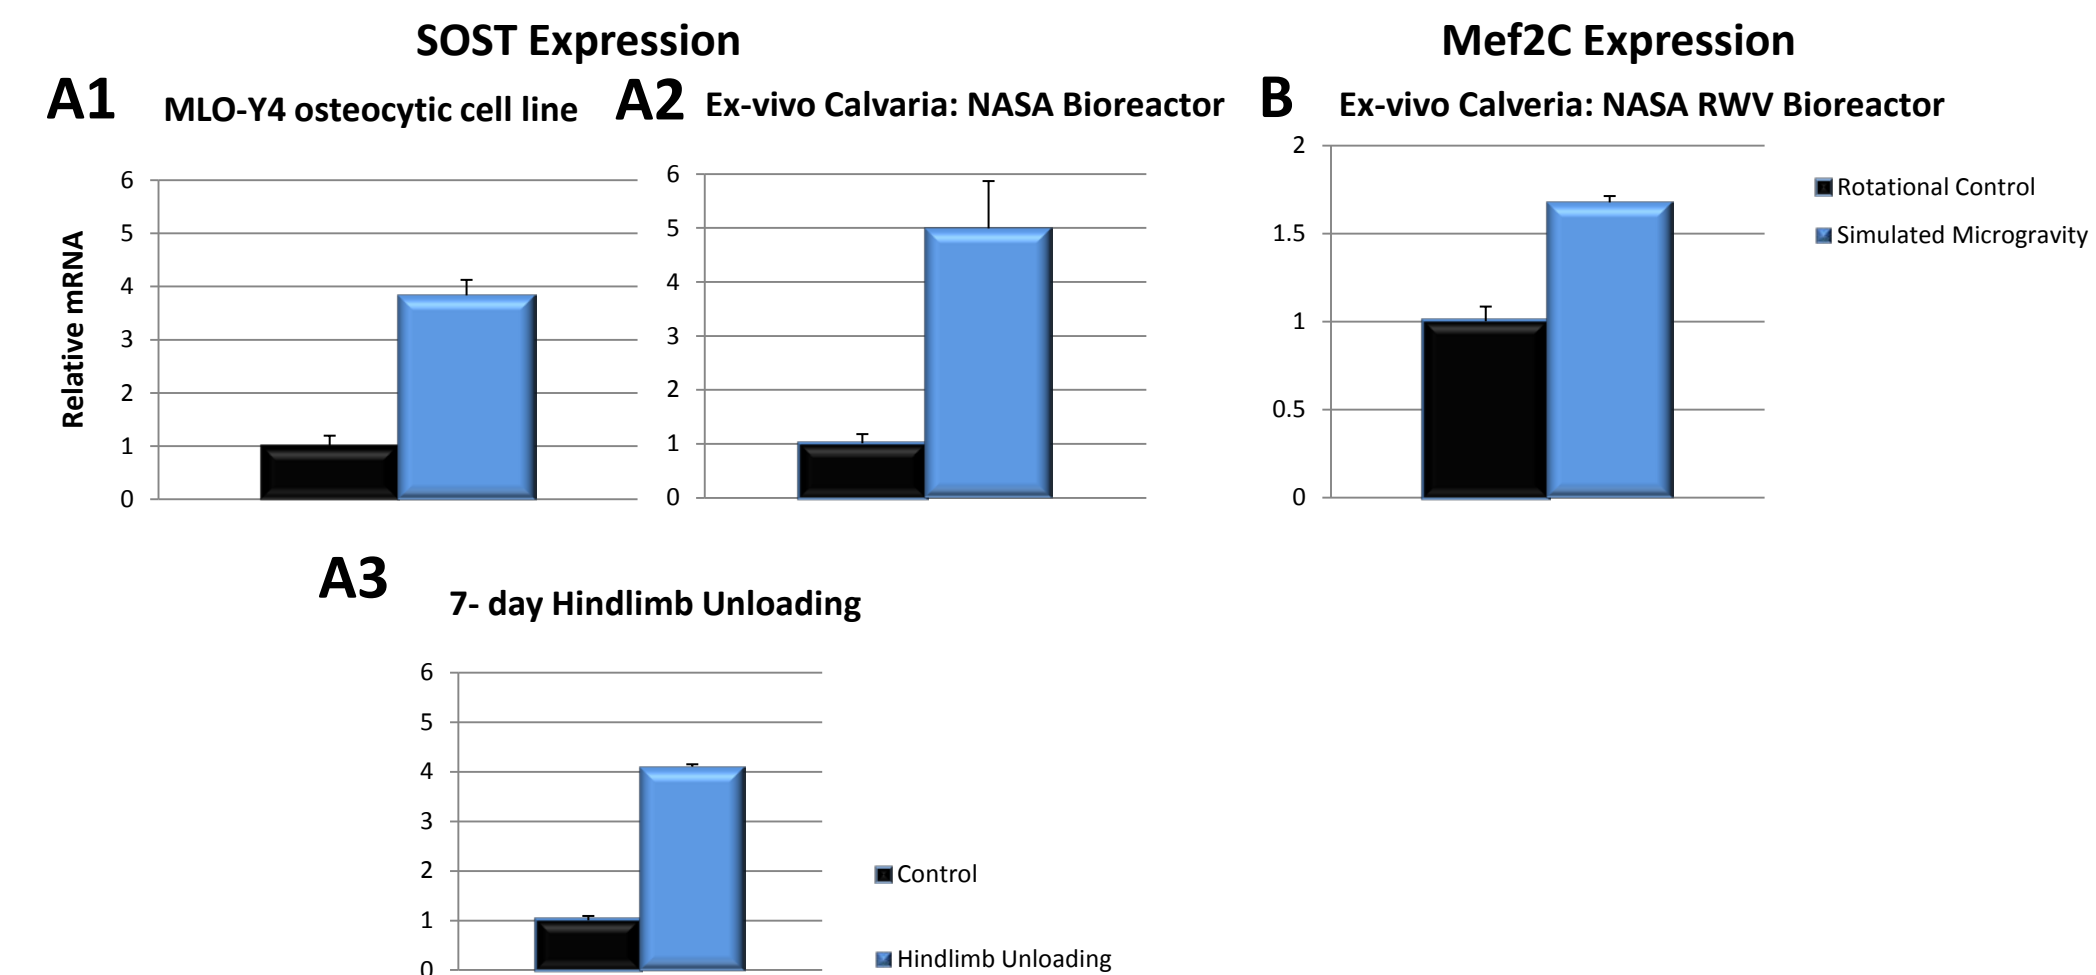 SOST Expression
Mef2C Expression
A1
MLO-Y4 osteocytic cell line
A2
Ex-vivo Calvaria: NASA Bioreactor
B
Ex-vivo Calveria: NASA RWV Bioreactor
Relative mRNA
6
5
4
3
2
1
0
6
5
4
3
2
1
0
2
1.5
1
0.5
0
Rotational Control
Simulated Microgravity
A3
7- day Hindlimb Unloading
6
5
4
3
2
1
0
Control
Hindlimb Unloading